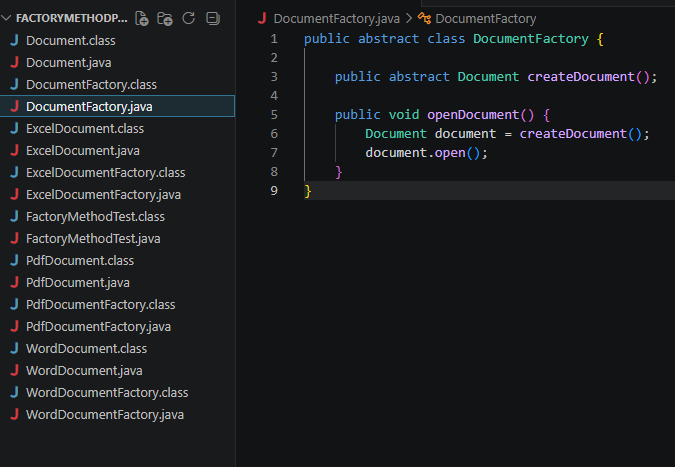 FACTORYMETHODP...
Document.class
Document.java
DocumentFactory.class
DocumentFactory.java
ExcelDocument.class
ExcelDocument.java
ExcelDocumentFactory.class
ExcelDocumentFactory.java
FactoryMethodTest.class
FactoryMethodTest.java
PdfDocument.class
PdfDocument.java
PdfDocumentFactory.class
PdfDocumentFactory.java
WordDocument.class
WordDocument.java
WordDocumentFactory.class
WordDocumentFactory.java
DocumentFactory.java > DocumentFactory
1 public abstract class DocumentFactory {
2
3     public abstract Document createDocument();
4
5     public void openDocument() {
6         Document document = createDocument();
7         document.open();
8     }
9 }